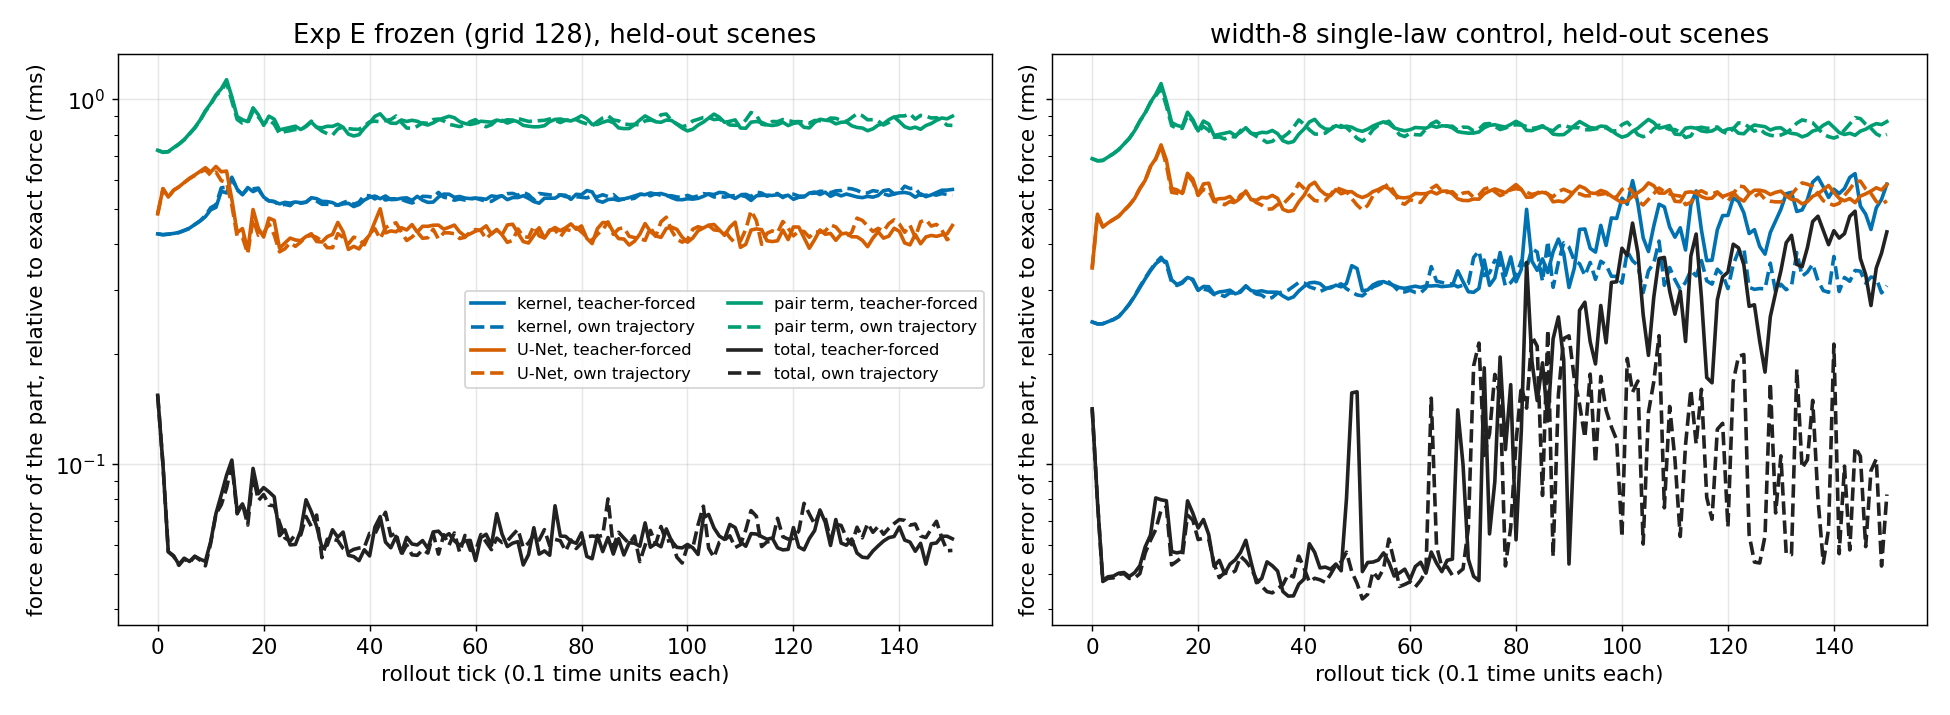 Exp E frozen (grid 128), held-out scenes
force error of the part, relative to exact force (rms)
10⁰
10⁻¹
kernel, teacher-forced
kernel, own trajectory
U-Net, teacher-forced
U-Net, own trajectory
pair term, teacher-forced
pair term, own trajectory
total, teacher-forced
total, own trajectory
0 20 40 60 80 100 120 140
rollout tick (0.1 time units each)
width-8 single-law control, held-out scenes
force error of the part, relative to exact force (rms)
0 20 40 60 80 100 120 140
rollout tick (0.1 time units each)